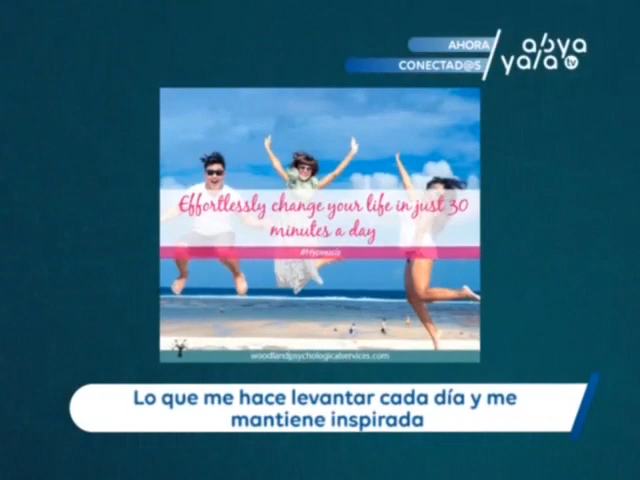 AHORA
CONECTAD@S
abya
yala tv
Effortlessly change your life in just 30
minutes a day
#Hypnosis
woodlandpsychologicalservices.com
Lo que me hace levantar cada día y me
mantiene inspirada